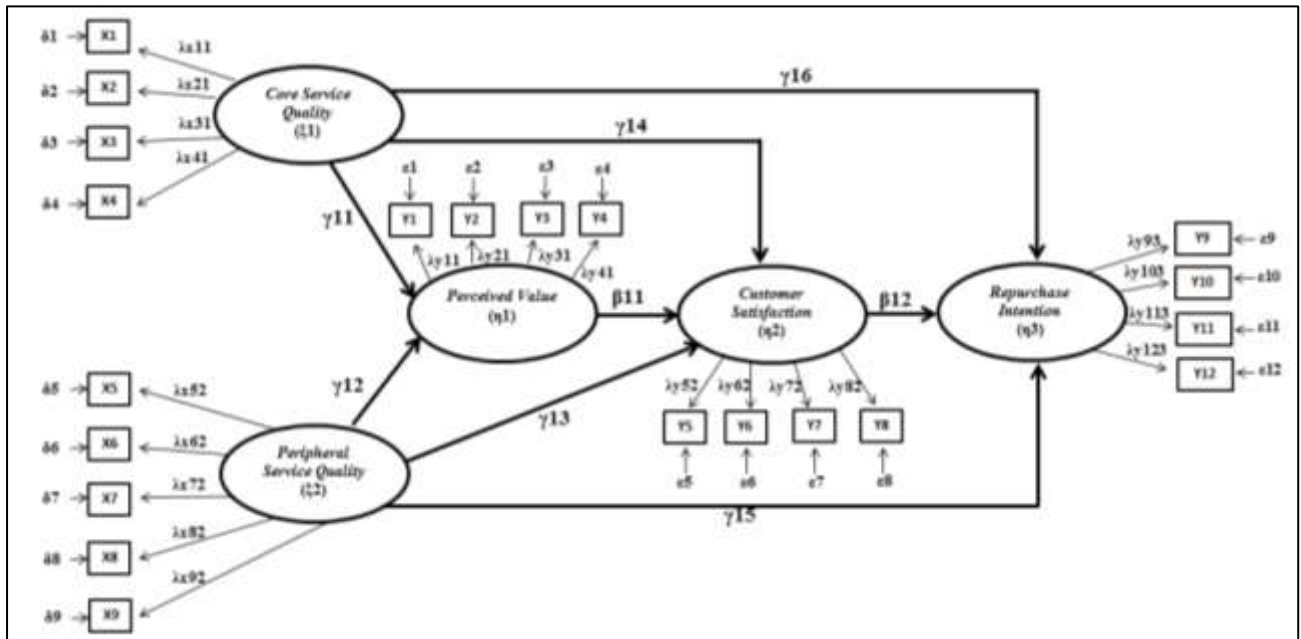 δ1
X1
λx11
δ2
X2
λx21
δ3
X3
λx31
δ4
X4
λx41
Core Service
Quality
(ξ1)
γ16
γ14
γ11
ε1
ε2
ε3
ε4
Y1
Y2
Y3
Y4
λy11
λy21
λy31
λy41
Perceived Value
(η1)
β11
Customer
Satisfaction
(η2)
β12
Repurchase
Intention
(η3)
λy93
Y9
ε9
λy103
Y10
ε10
λy113
Y11
ε11
λy123
Y12
ε12
γ12
γ13
λy52
λy62
λy72
λy82
Y5
Y6
Y7
Y8
ε5
ε6
ε7
ε8
δ5
X5
λx52
δ6
X6
λx62
δ7
X7
λx72
δ8
X8
λx82
δ9
X9
λx92
Peripheral
Service Quality
(ξ2)
γ15